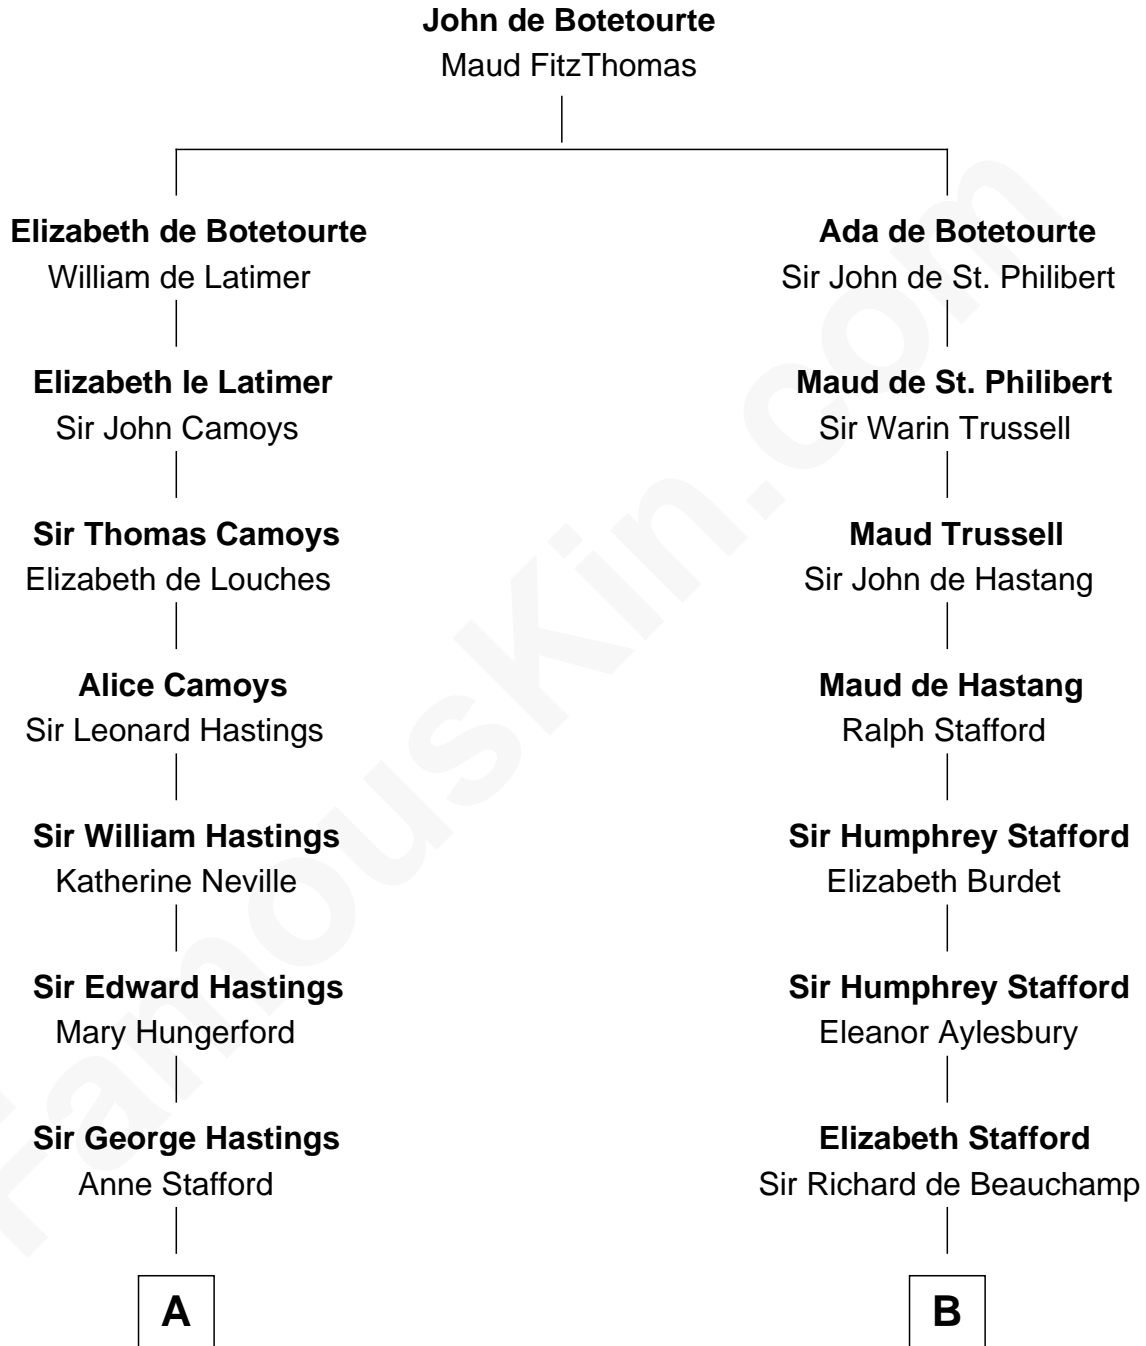 John de Botetourte
Maud FitzThomas
Elizabeth de Botetourte
William de Latimer
Ada de Botetourte
Sir John de St. Philibert
Elizabeth le Latimer
Sir John Camoys
Maud de St. Philibert
Sir Warin Trussell
Sir Thomas Camoys
Elizabeth de Louches
Maud Trussell
Sir John de Hastang
Alice Camoys
Sir Leonard Hastings
Maud de Hastang
Ralph Stafford
Sir William Hastings
Katherine Neville
Sir Humphrey Stafford
Elizabeth Burdet
Sir Edward Hastings
Mary Hungerford
Sir Humphrey Stafford
Eleanor Aylesbury
Sir George Hastings
Anne Stafford
Elizabeth Stafford
Sir Richard de Beauchamp
A
B
FamousKin.com